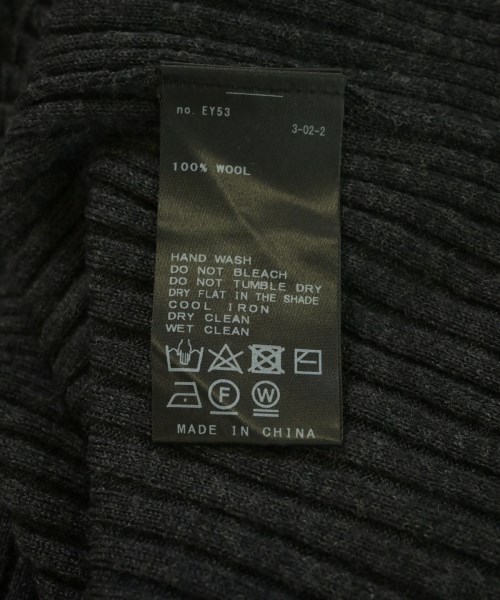 no. EY53
3-02-2
100% WOOL
HAND WASH
DO NOT BLEACH
DO NOT TUMBLE DRY
DRY FLAT IN THE SHADE
COOL IRON
DRY CLEAN
WET CLEAN
F W
MADE IN CHINA